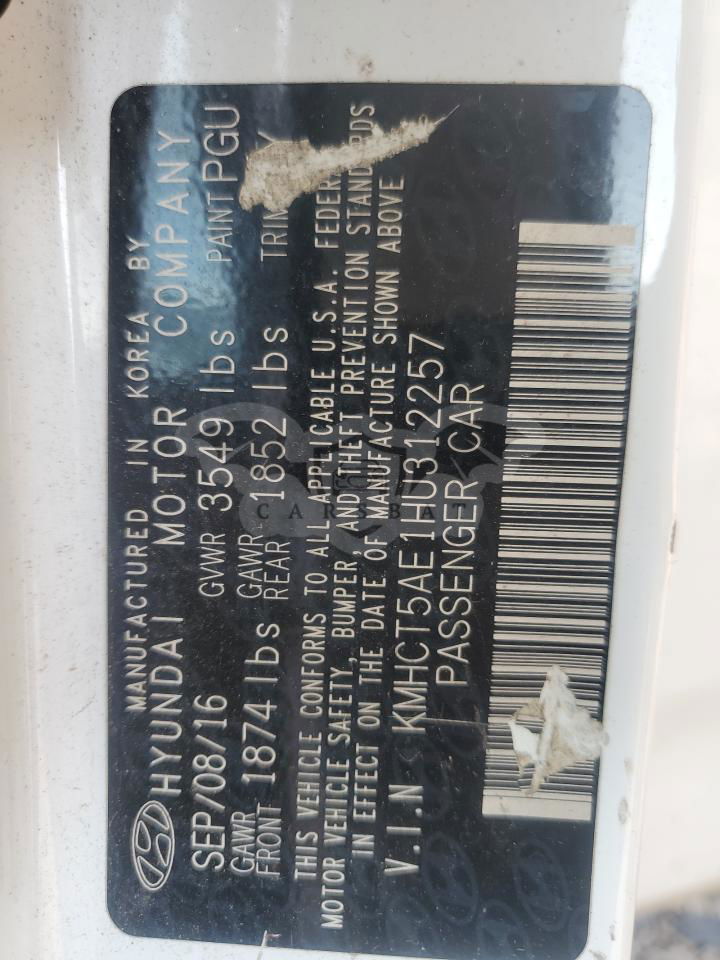 MANUFACTURED IN KOREA BY
HYUNDAI MOTOR COMPANY
SEP/08/16 GVWR 3549 lbs PAINT PGU
GAWR FRONT 1874 lbs GAWR REAR 1852 lbs TRIM
THIS VEHICLE CONFORMS TO ALL APPLICABLE U.S.A.
MOTOR VEHICLE SAFETY, BUMPER, AND THEFT PREVENTION
IN EFFECT ON THE DATE OF MANUFACTURE SHOWN ABOVE
V.I.N KMHCT5AE1HU312257
PASSENGER CAR
CARSBAT